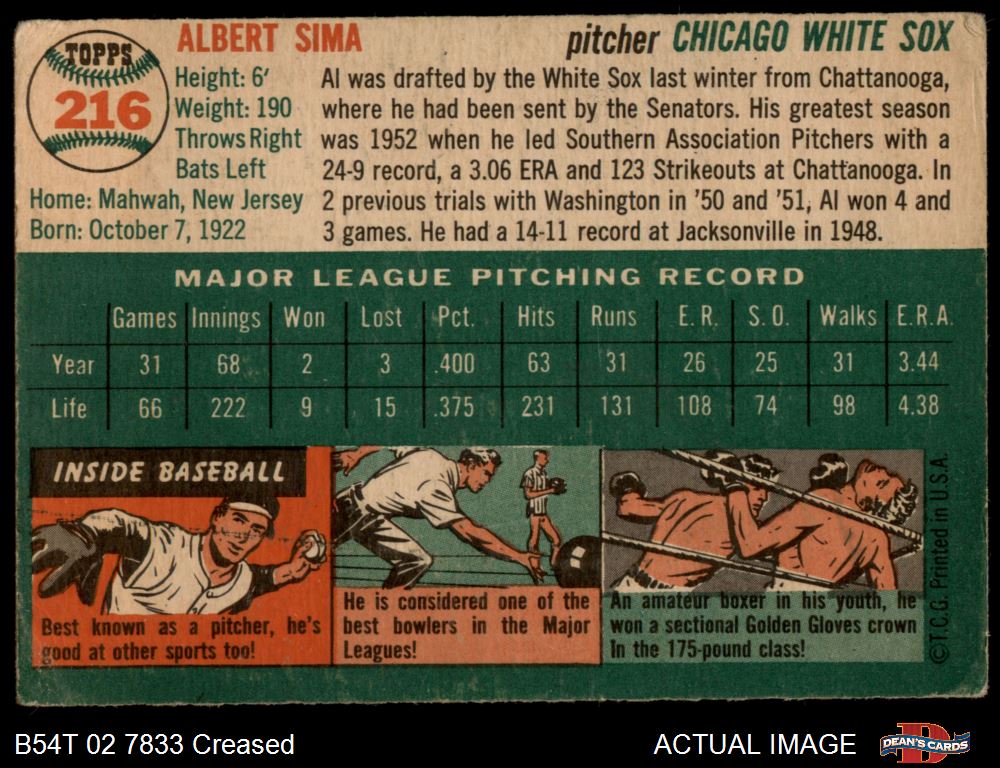 TOPPS
216
ALBERT SIMA
pitcher CHICAGO WHITE SOX
Height: 6'
Weight: 190
Throws Right
Bats Left
Home: Mahwah, New Jersey
Born: October 7, 1922
Al was drafted by the White Sox last winter from Chattanooga,
where he had been sent by the Senators. His greatest season
was 1952 when he led Southern Association Pitchers with a
24-9 record, a 3.06 ERA and 123 Strikeouts at Chattanooga. In
2 previous trials with Washington in '50 and '51, Al won 4 and
3 games. He had a 14-11 record at Jacksonville in 1948.
MAJOR LEAGUE PITCHING RECORD
Games Innings Won Lost Pct. Hits Runs E. R. S. O. Walks E.R.A.
Year 31 68 2 3 .400 63 31 26 25 31 3.44
Life 66 222 9 15 .375 231 131 108 74 98 4.38
INSIDE BASEBALL
Best known as a pitcher, he's
good at other sports too!
He is considered one of the
best bowlers in the Major
Leagues!
An amateur boxer in his youth, he
won a sectional Golden Gloves crown
In the 175-pound class!
©T.C.G. Printed in U.S.A.
B54T 02 7833 Creased
ACTUAL IMAGE
DEAN'S CARDS